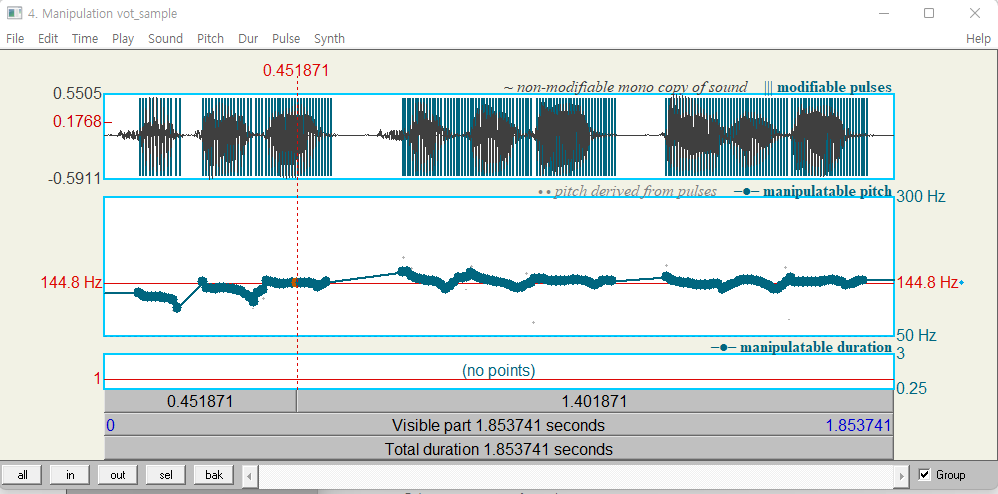 4. Manipulation vot_sample
File Edit Time Play Sound Pitch Dur Pulse Synth Help
0.451871
0.5505 ~ non-modifiable mono copy of sound ||| modifiable pulses
0.1768
-0.5911
•• pitch derived from pulses –●– manipulatable pitch
300 Hz
144.8 Hz 144.8 Hz
50 Hz
–●– manipulatable duration
3
(no points)
1
0.25
0.451871 1.401871
0 Visible part 1.853741 seconds 1.853741
Total duration 1.853741 seconds
all in out sel bak Group